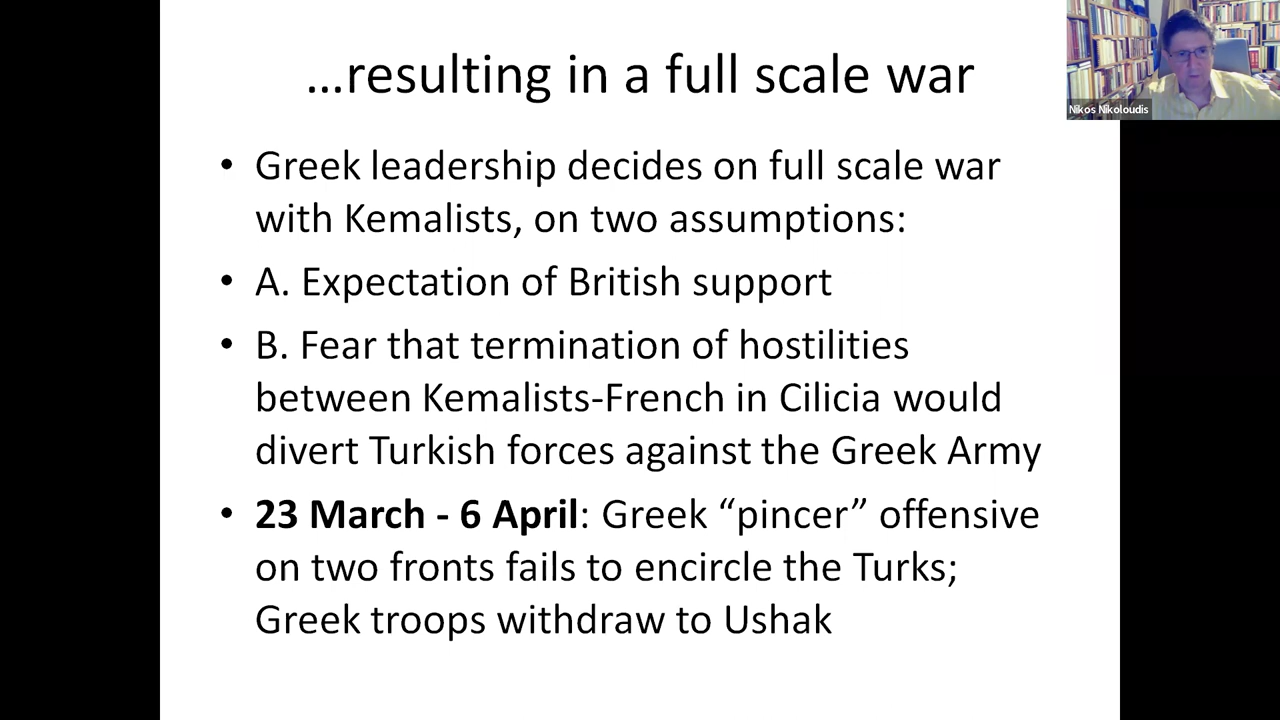 …resulting in a full scale war
Nikos Nikoloudis
• Greek leadership decides on full scale war
with Kemalists, on two assumptions:
• A. Expectation of British support
• B. Fear that termination of hostilities
between Kemalists-French in Cilicia would
divert Turkish forces against the Greek Army
• 23 March - 6 April: Greek “pincer” offensive
on two fronts fails to encircle the Turks;
Greek troops withdraw to Ushak